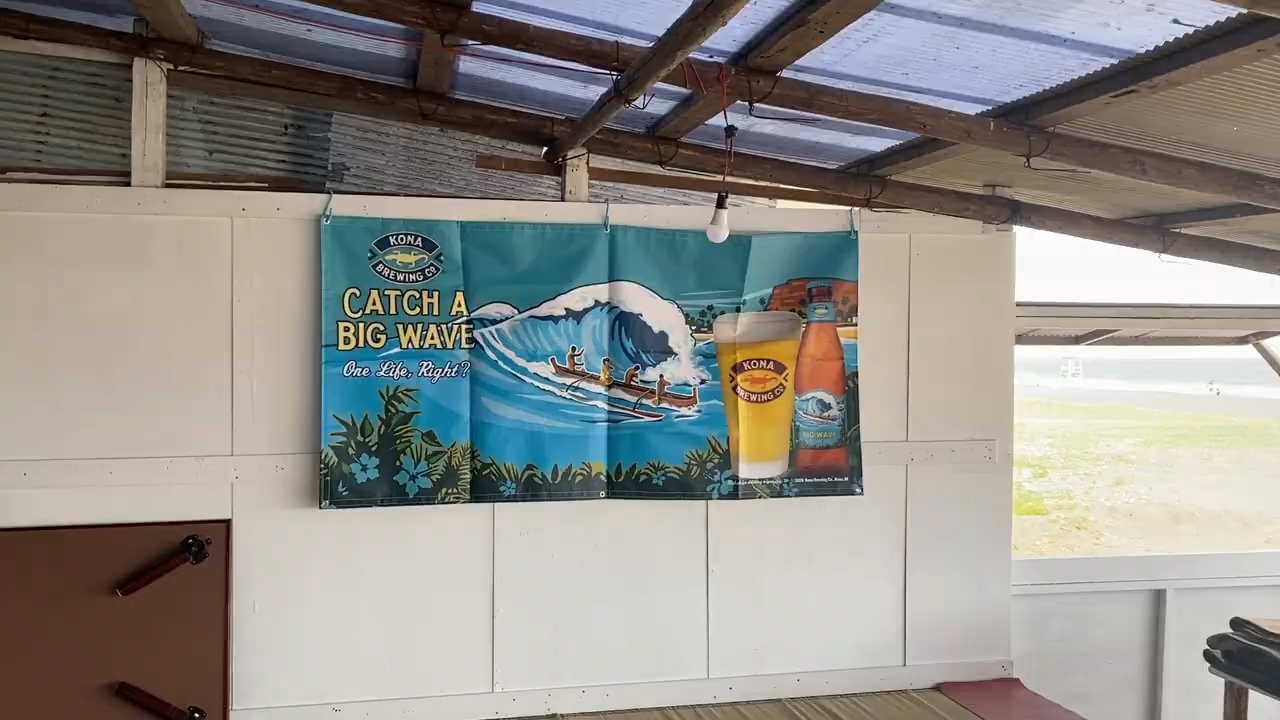 KONA
BREWING CO
CATCH A
BIG WAVE
One Life, Right?
KONA
BREWING CO
BIG WAVE